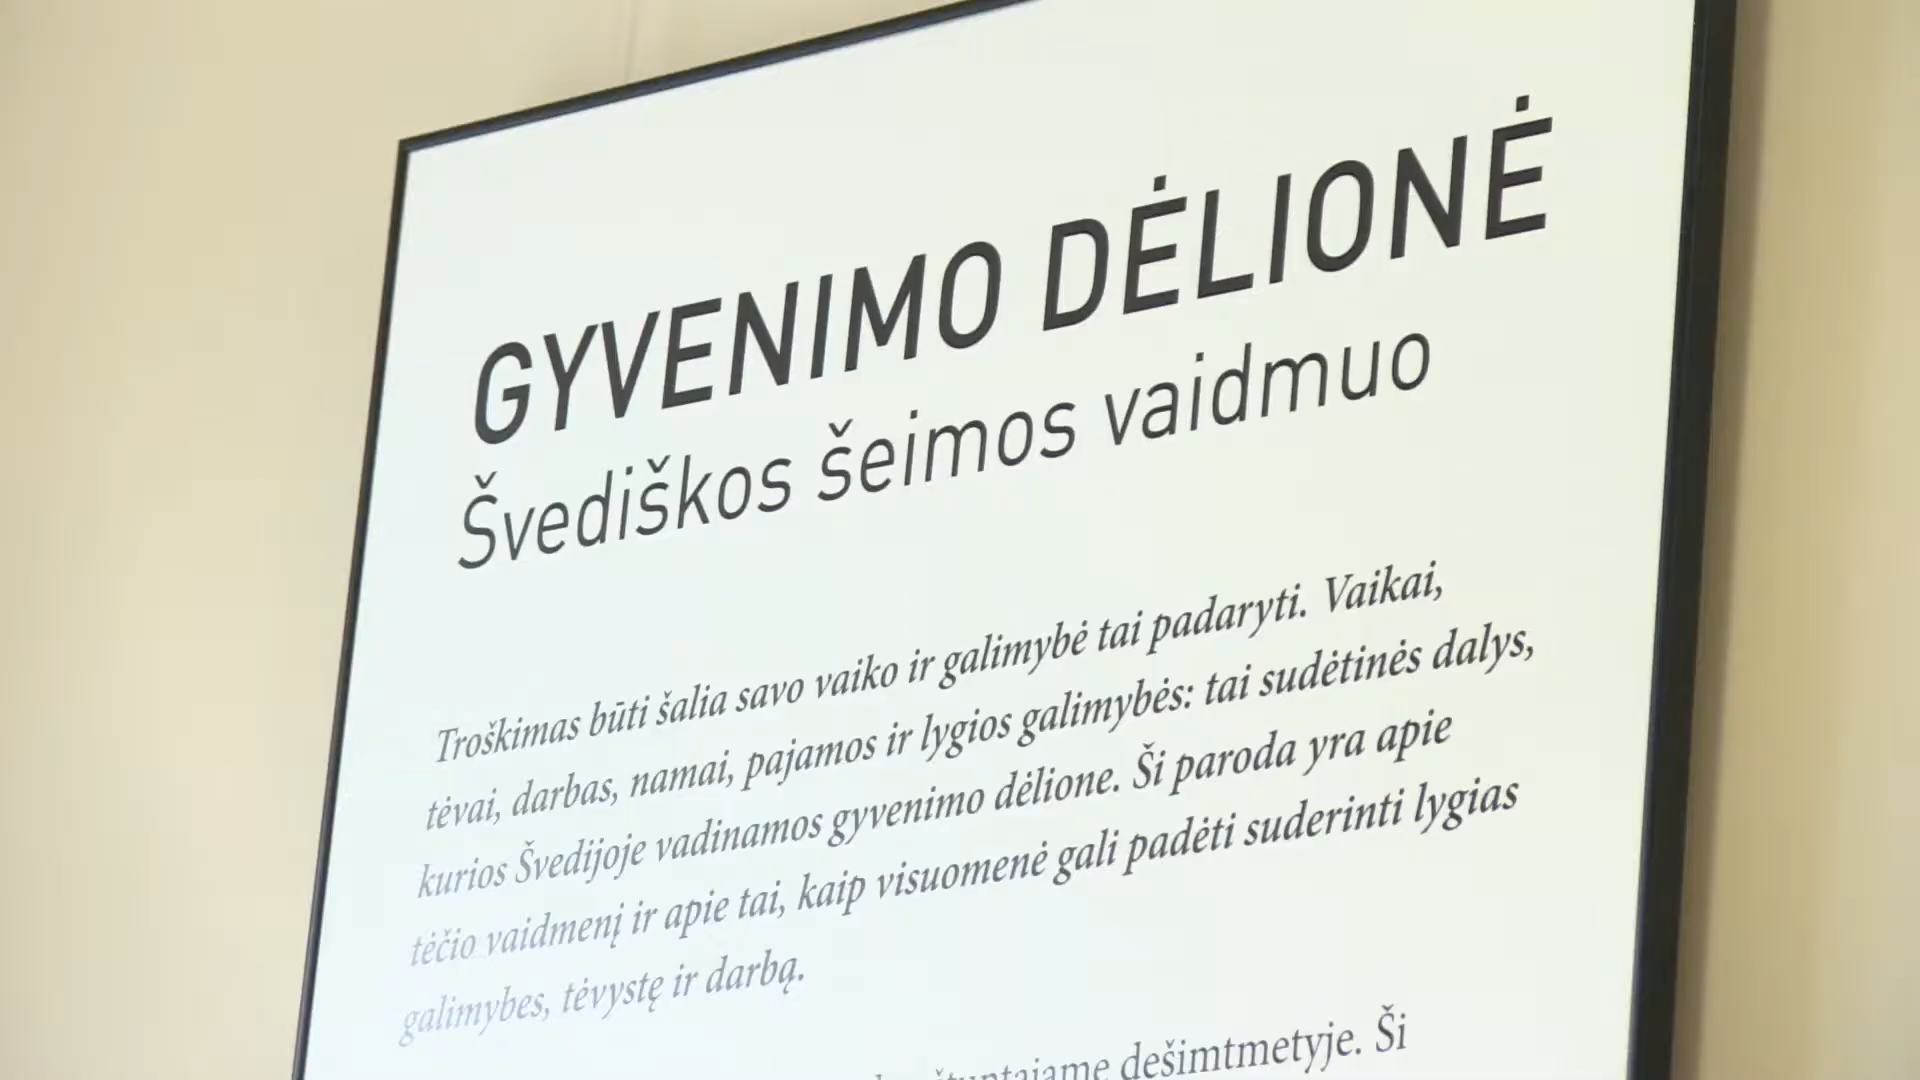 GYVENIMO DĖLIONĖ
Švediškos šeimos vaidmuo
Troškimas būti šalia savo vaiko ir galimybė tai padaryti. Vaikai,
tėvai, darbas, namai, pajamos ir lygios galimybės: tai sudėtinės dalys,
kurios Švedijoje vadinamos gyvenimo dėlione. Ši paroda yra apie
tėčio vaidmenį ir apie tai, kaip visuomenė gali padėti suderinti lygias
galimybes, tėvystę ir darbą.
dešimtmetyje. Ši